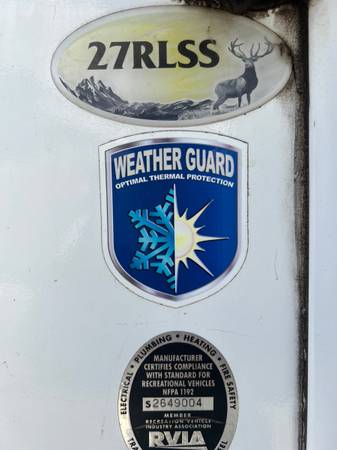 27RLSS
WEATHER GUARD
OPTIMAL THERMAL PROTECTION
ELECTRICAL • PLUMBING • HEATING • FIRE SAFETY
MANUFACTURER
CERTIFIES COMPLIANCE
WITH STANDARD FOR
RECREATIONAL VEHICLES
NFPA 1192
S2649004
MEMBER
RECREATION VEHICLE
INDUSTRY ASSOCIATION
RVIA